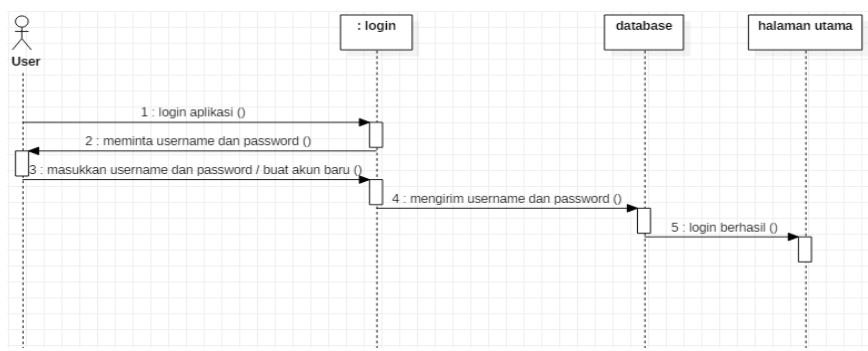 : login
database
halaman utama
User
1 : login aplikasi ()
2 : meminta username dan password ()
3 : masukkan username dan password / buat akun baru ()
4 : mengirim username dan password ()
5 : login berhasil ()